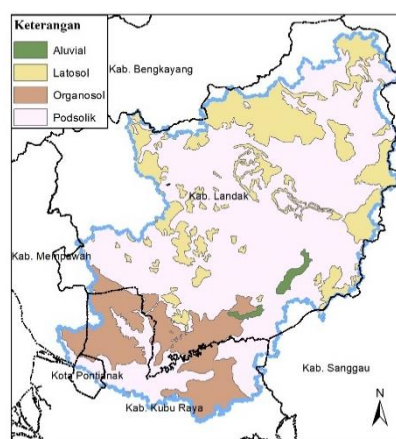 Keterangan
Aluvial
Latosol
Organosol
Podsolik
Kab. Bengkayang
Kab. Landak
Kab. Mempawah
Kab. Sanggau
Kota Pontianak
Kab. Kubu Raya
N